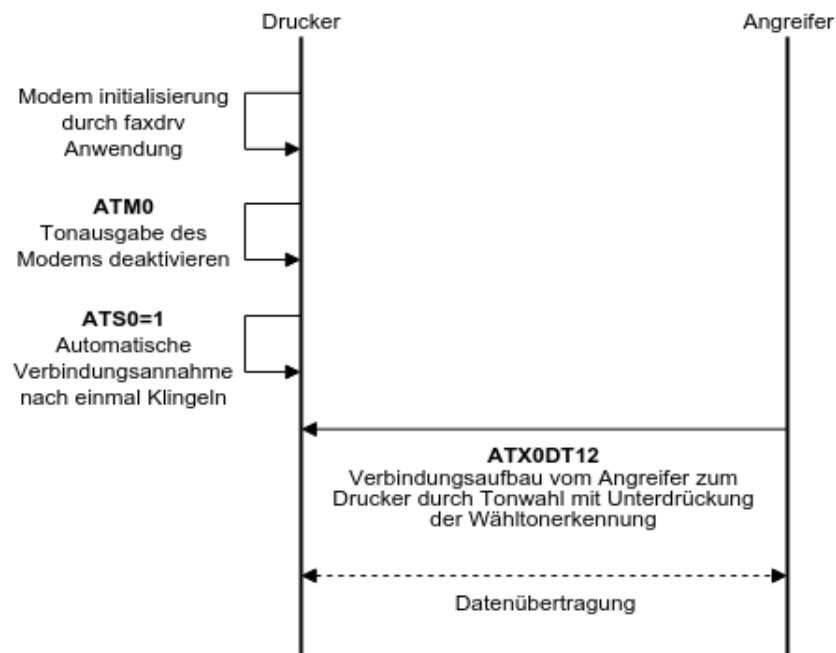 Drucker
Angreifer
Modem initialisierung
durch faxdrv
Anwendung
ATM0
Tonausgabe des
Modems deaktivieren
ATS0=1
Automatische
Verbindungsannahme
nach einmal Klingeln
ATX0DT12
Verbindungsaufbau vom Angreifer zum
Drucker durch Tonwahl mit Unterdrückung
der Wähltonerkennung
Datenübertragung